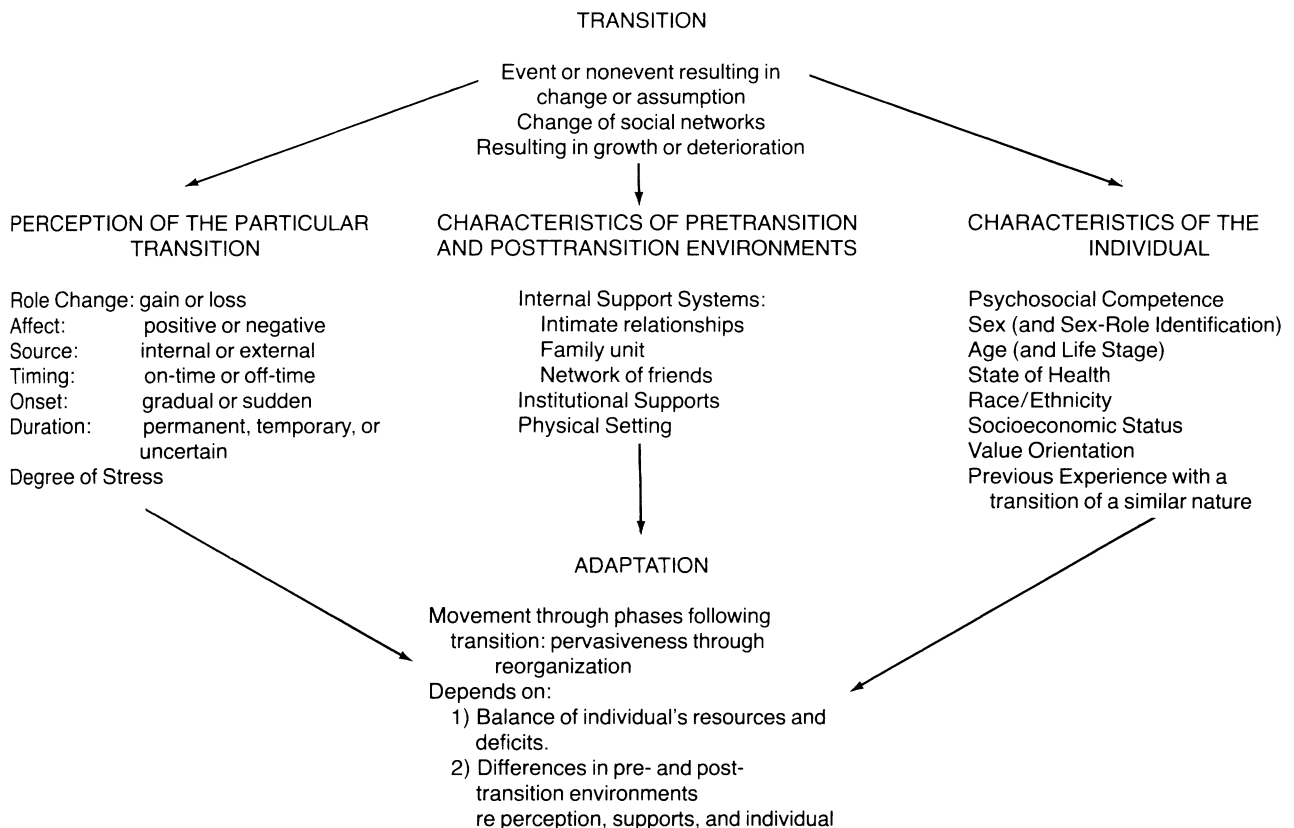 TRANSITION
Event or nonevent resulting in
change or assumption
Change of social networks
Resulting in growth or deterioration
PERCEPTION OF THE PARTICULAR
TRANSITION
Role Change: gain or loss
Affect: positive or negative
Source: internal or external
Timing: on-time or off-time
Onset: gradual or sudden
Duration: permanent, temporary, or
uncertain
Degree of Stress
CHARACTERISTICS OF PRETRANSITION
AND POSTTRANSITION ENVIRONMENTS
Internal Support Systems:
Intimate relationships
Family unit
Network of friends
Institutional Supports
Physical Setting
CHARACTERISTICS OF THE
INDIVIDUAL
Psychosocial Competence
Sex (and Sex-Role Identification)
Age (and Life Stage)
State of Health
Race/Ethnicity
Socioeconomic Status
Value Orientation
Previous Experience with a
transition of a similar nature
ADAPTATION
Movement through phases following
transition: pervasiveness through
reorganization
Depends on:
1) Balance of individual's resources and
deficits.
2) Differences in pre- and post-
transition environments
re perception, supports, and individual